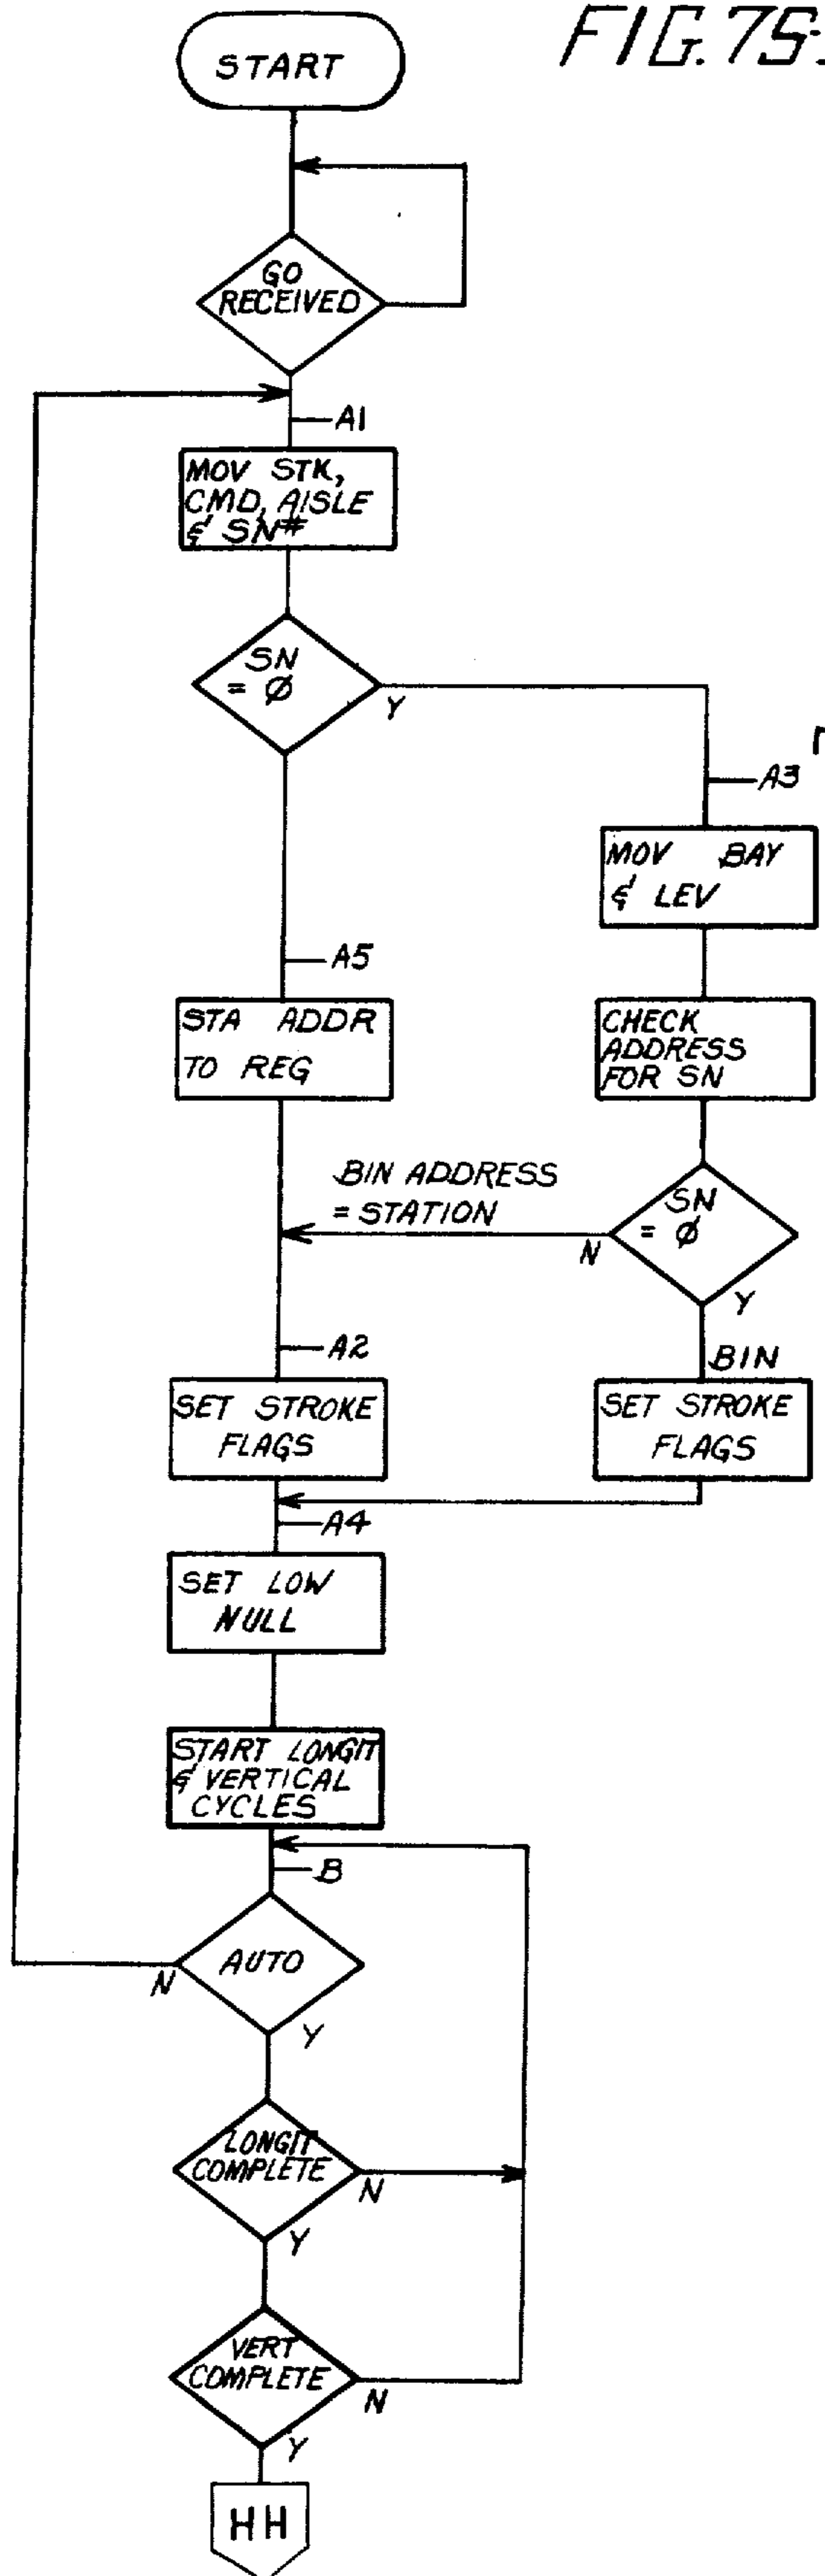 FIG. 75
START
GO
RECEIVED
A1
MOV STK,
CMD, AISLE
& SN#
SN
= Ø
Y
A3
MOV BAY
& LEV
A5
STA ADDR
TO REG
CHECK
ADDRESS
FOR SN
BIN ADDRESS
= STATION
SN
= Ø
N
Y
A2
BIN
SET STROKE
FLAGS
SET STROKE
FLAGS
A4
SET LOW
NULL
START LONGIT
& VERTICAL
CYCLES
B
AUTO
N
Y
LONGIT
COMPLETE
N
Y
VERT
COMPLETE
N
Y
HH